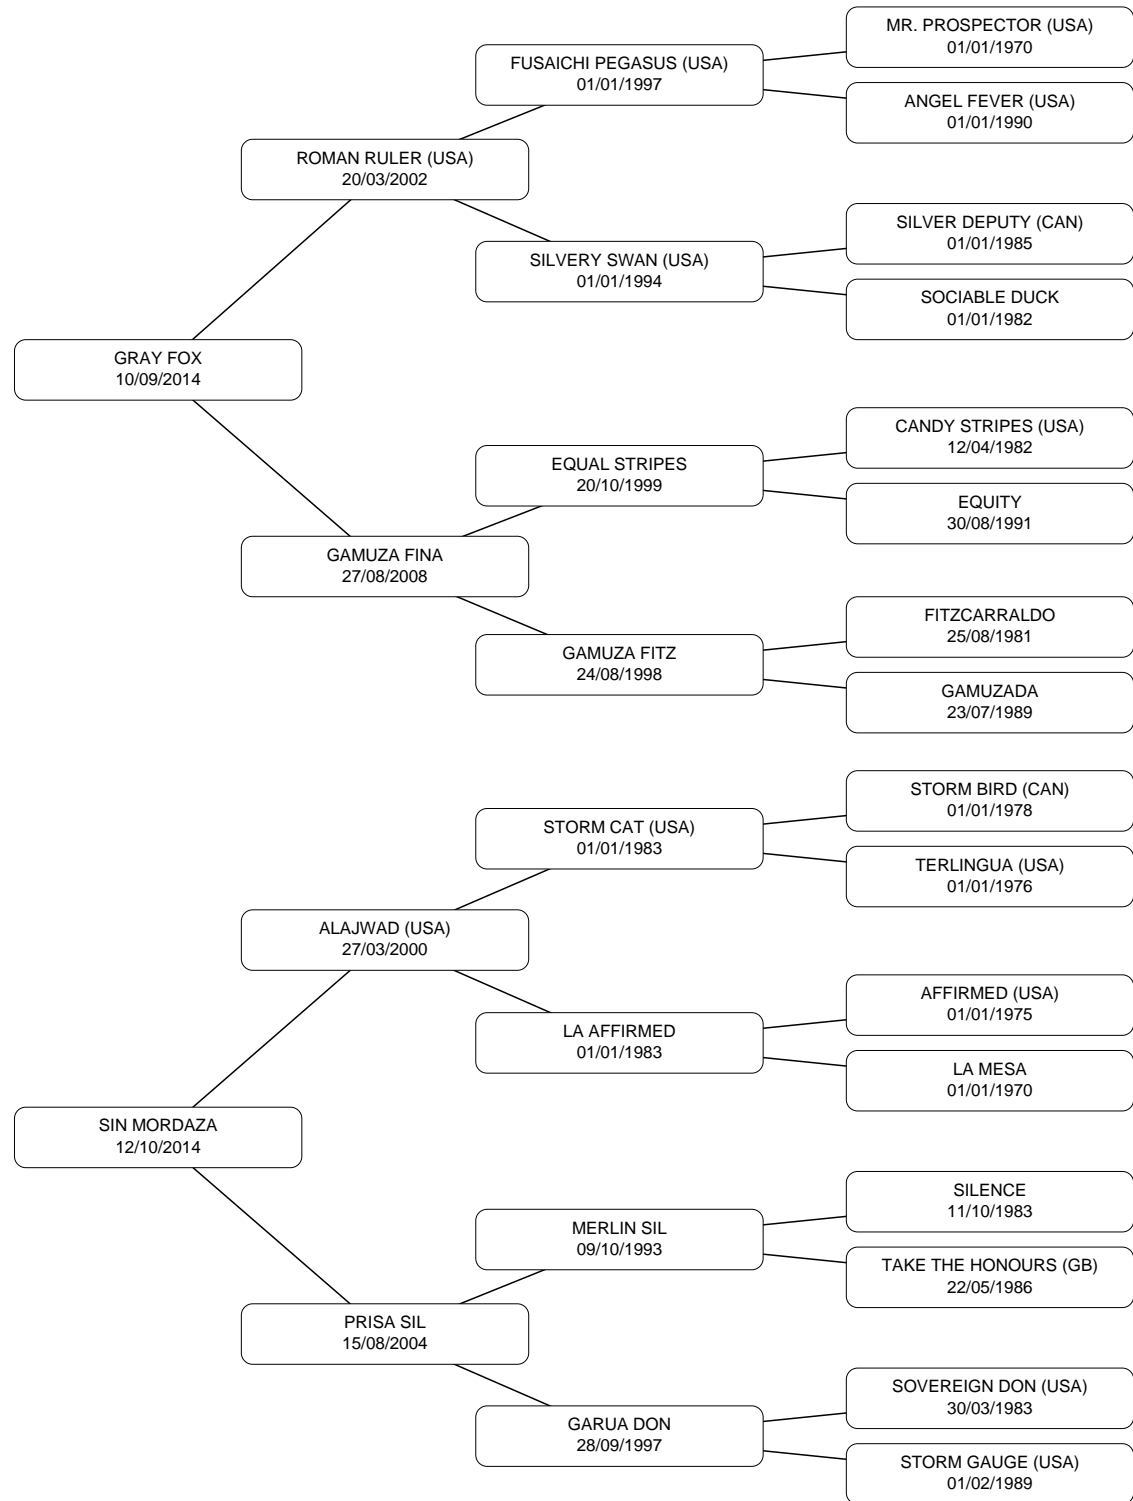 MR. PROSPECTOR (USA)
01/01/1970
FUSAICHI PEGASUS (USA)
01/01/1997
ANGEL FEVER (USA)
01/01/1990
ROMAN RULER (USA)
20/03/2002
SILVER DEPUTY (CAN)
01/01/1985
SILVERY SWAN (USA)
01/01/1994
SOCIABLE DUCK
01/01/1982
GRAY FOX
10/09/2014
CANDY STRIPES (USA)
12/04/1982
EQUAL STRIPES
20/10/1999
EQUITY
30/08/1991
GAMUZA FINA
27/08/2008
FITZCARRALDO
25/08/1981
GAMUZA FITZ
24/08/1998
GAMUZADA
23/07/1989
STORM BIRD (CAN)
01/01/1978
STORM CAT (USA)
01/01/1983
TERLINGUA (USA)
01/01/1976
ALAJWAD (USA)
27/03/2000
AFFIRMED (USA)
01/01/1975
LA AFFIRMED
01/01/1983
LA MESA
01/01/1970
SIN MORDAZA
12/10/2014
SILENCE
11/10/1983
MERLIN SIL
09/10/1993
TAKE THE HONOURS (GB)
22/05/1986
PRISA SIL
15/08/2004
SOVEREIGN DON (USA)
30/03/1983
GARUA DON
28/09/1997
STORM GAUGE (USA)
01/02/1989